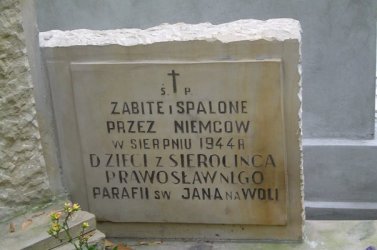 Ś. † P.
ZABITE i SPALONE
PRZEZ NIEMCÓW
W SIERPNIU 1944 R
DZIECI Z SIEROCIŃCA
PRAWOSŁAWNEGO
PARAFII ŚW JANA NA WOLI